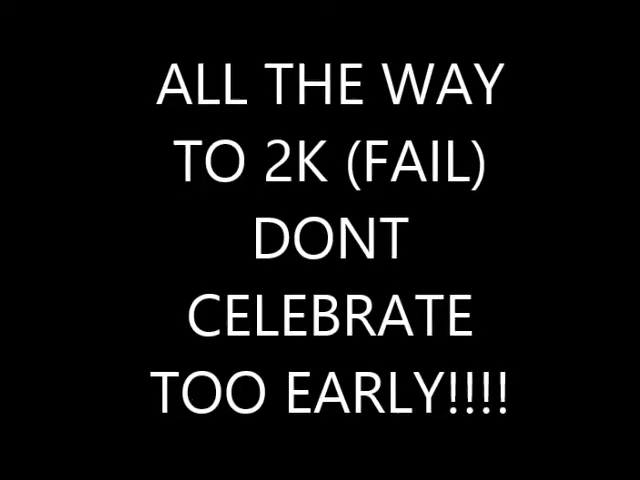 ALL THE WAY
TO 2K (FAIL)
DONT
CELEBRATE
TOO EARLY!!!!